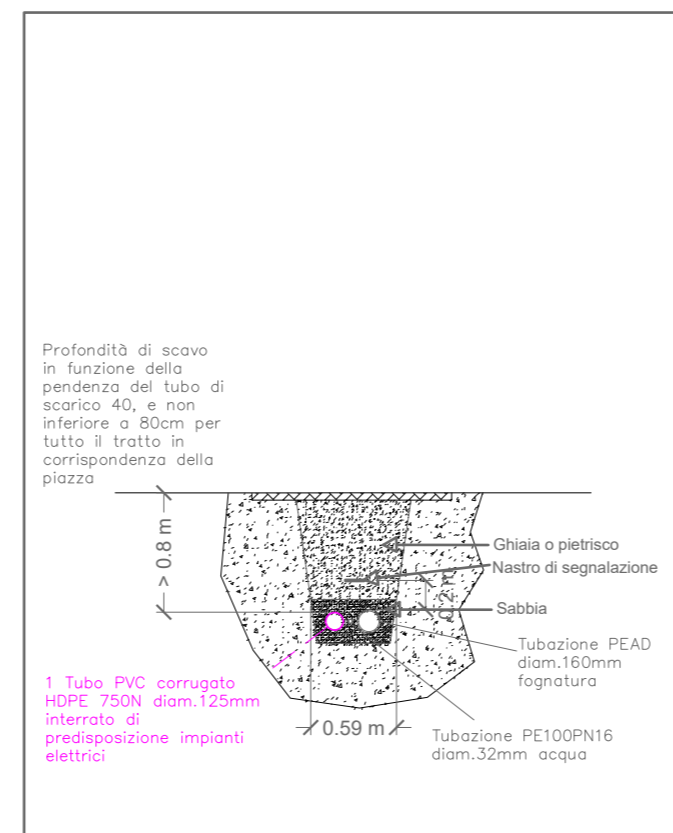 Profondità di scavo
in funzione della
pendenza del tubo di
scarico 40, e non
inferiore a 80cm per
tutto il tratto in
corrispondenza della
piazza
> 0.8 m
Ghiaia o pietrisco
Nastro di segnalazione
0.2 m
Sabbia
Tubazione PEAD
diam.160mm
fognatura
1 Tubo PVC corrugato
HDPE 750N diam.125mm
interrato di
predisposizione impianti
elettrici
0.59 m
Tubazione PE100PN16
diam.32mm acqua